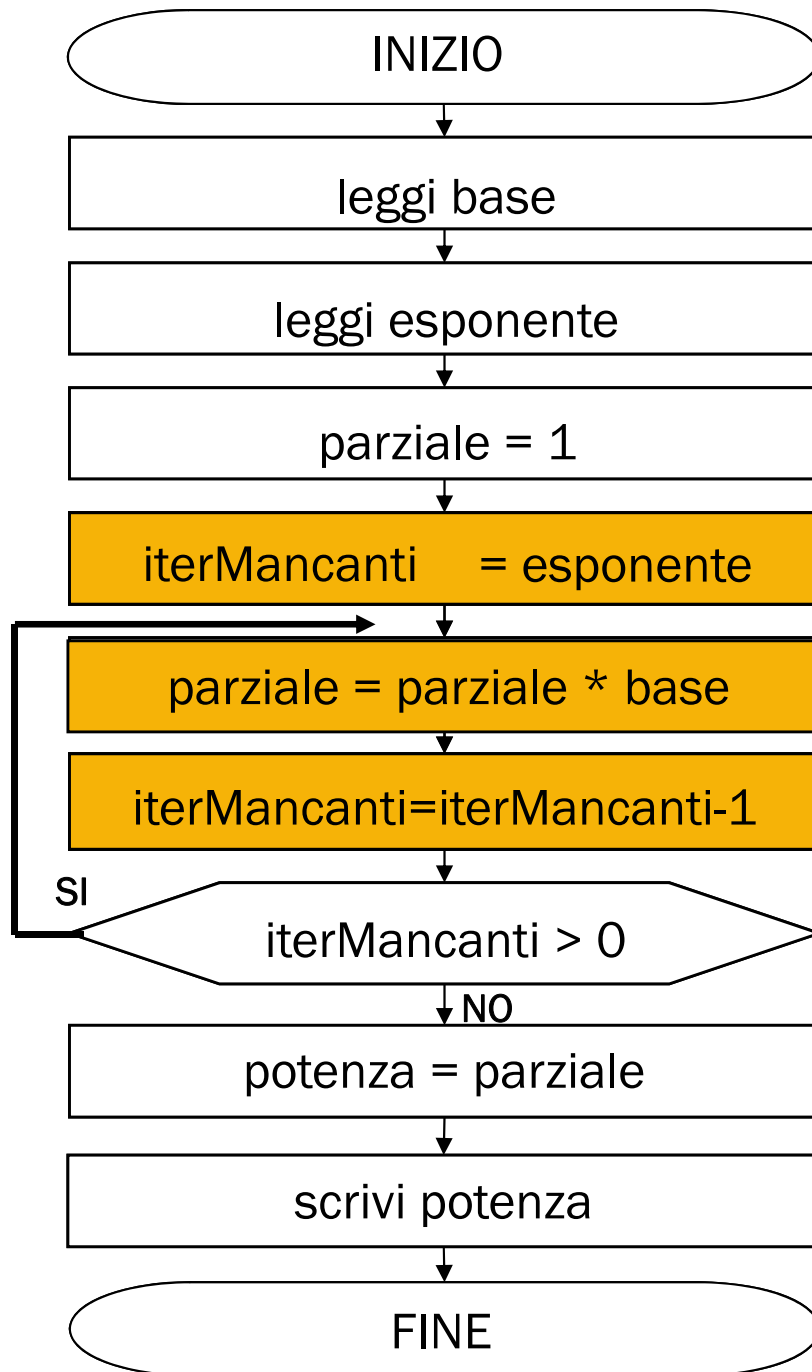 INIZIO
leggi base
leggi esponente
parziale = 1
iterMancanti = esponente
parziale = parziale * base
iterMancanti=iterMancanti-1
SI
iterMancanti > 0
NO
potenza = parziale
scrivi potenza
FINE